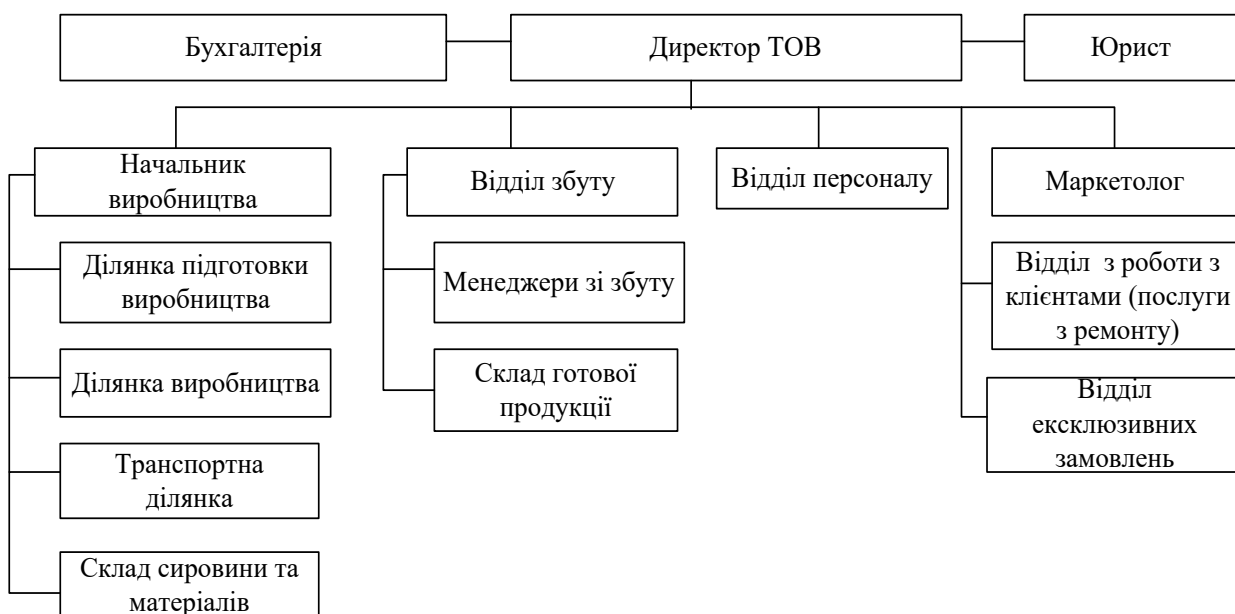 Бухгалтерія
Директор ТОВ
Юрист
Начальник
виробництва
Відділ збуту
Відділ персоналу
Маркетолог
Ділянка підготовки
виробництва
Менеджери зі збуту
Відділ з роботи з
клієнтами (послуги
з ремонту)
Ділянка виробництва
Склад готової
продукції
Відділ
ексклюзивних
замовлень
Транспортна
ділянка
Склад сировини та
матеріалів